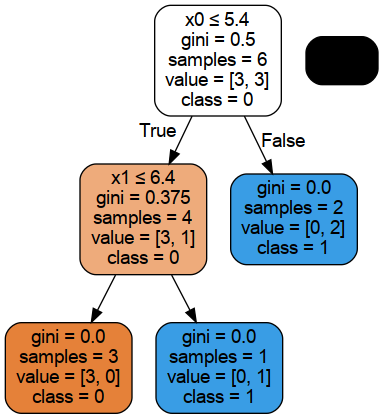 x0 ≤ 5.4
gini = 0.5
samples = 6
value = [3, 3]
class = 0
True
False
x1 ≤ 6.4
gini = 0.375
samples = 4
value = [3, 1]
class = 0
gini = 0.0
samples = 2
value = [0, 2]
class = 1
gini = 0.0
samples = 3
value = [3, 0]
class = 0
gini = 0.0
samples = 1
value = [0, 1]
class = 1